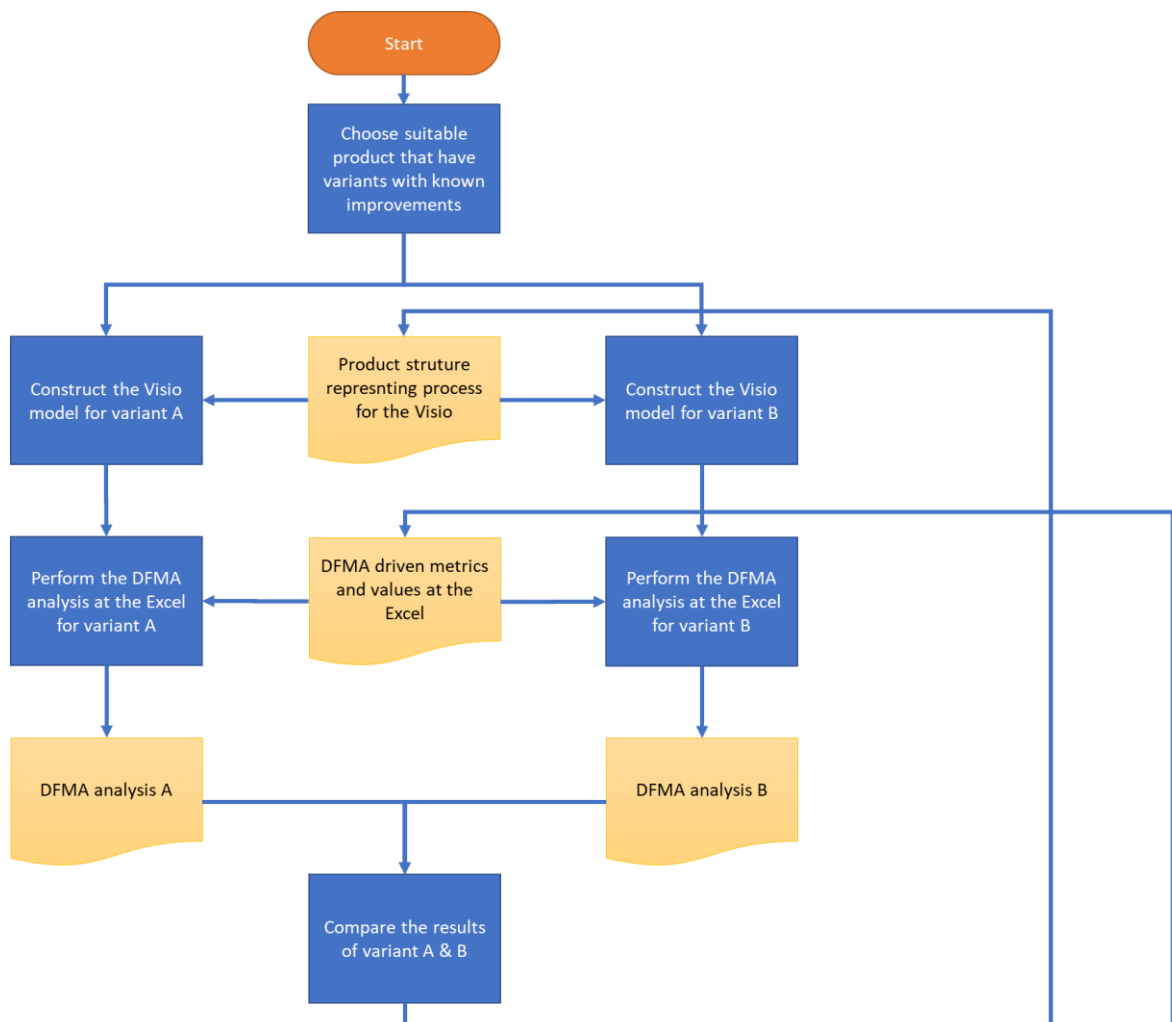 Start
Choose suitable
product that have
variants with known
improvements
Construct the Visio
model for variant A
Product struture
represnting process
for the Visio
Construct the Visio
model for variant B
Perform the DFMA
analysis at the Excel
for variant A
DFMA driven metrics
and values at the
Excel
Perform the DFMA
analysis at the Excel
for variant B
DFMA analysis A
DFMA analysis B
Compare the results
of variant A & B